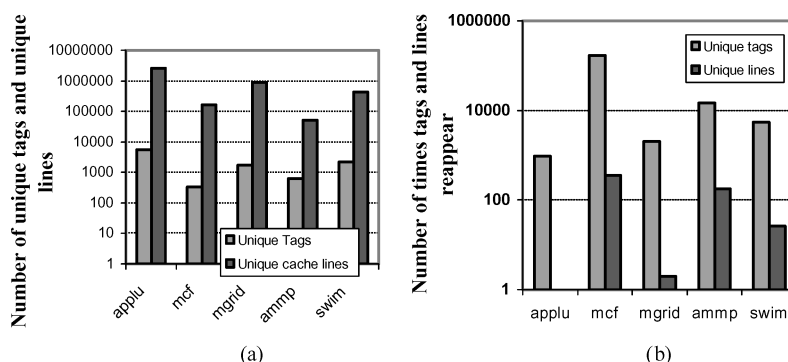 Number of unique tags and unique
lines
10000000
1000000
100000
10000
1000
100
10
1
Unique Tags
Unique cache lines
applu
mcf
mgrid
ammp
swim
(a)
Number of times tags and lines
reappear
1000000
10000
100
1
Unique tags
Unique lines
applu
mcf
mgrid
ammp
swim
(b)